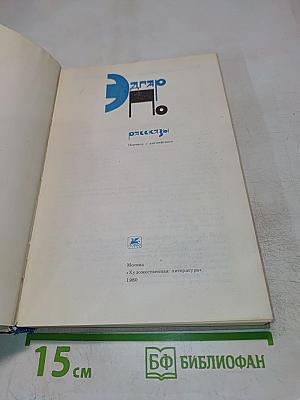 Эдгар
По
рассказы
Перевод с английского
Москва
«Художественная литература»
1980
15 см
БФ БИБЛИОФАН